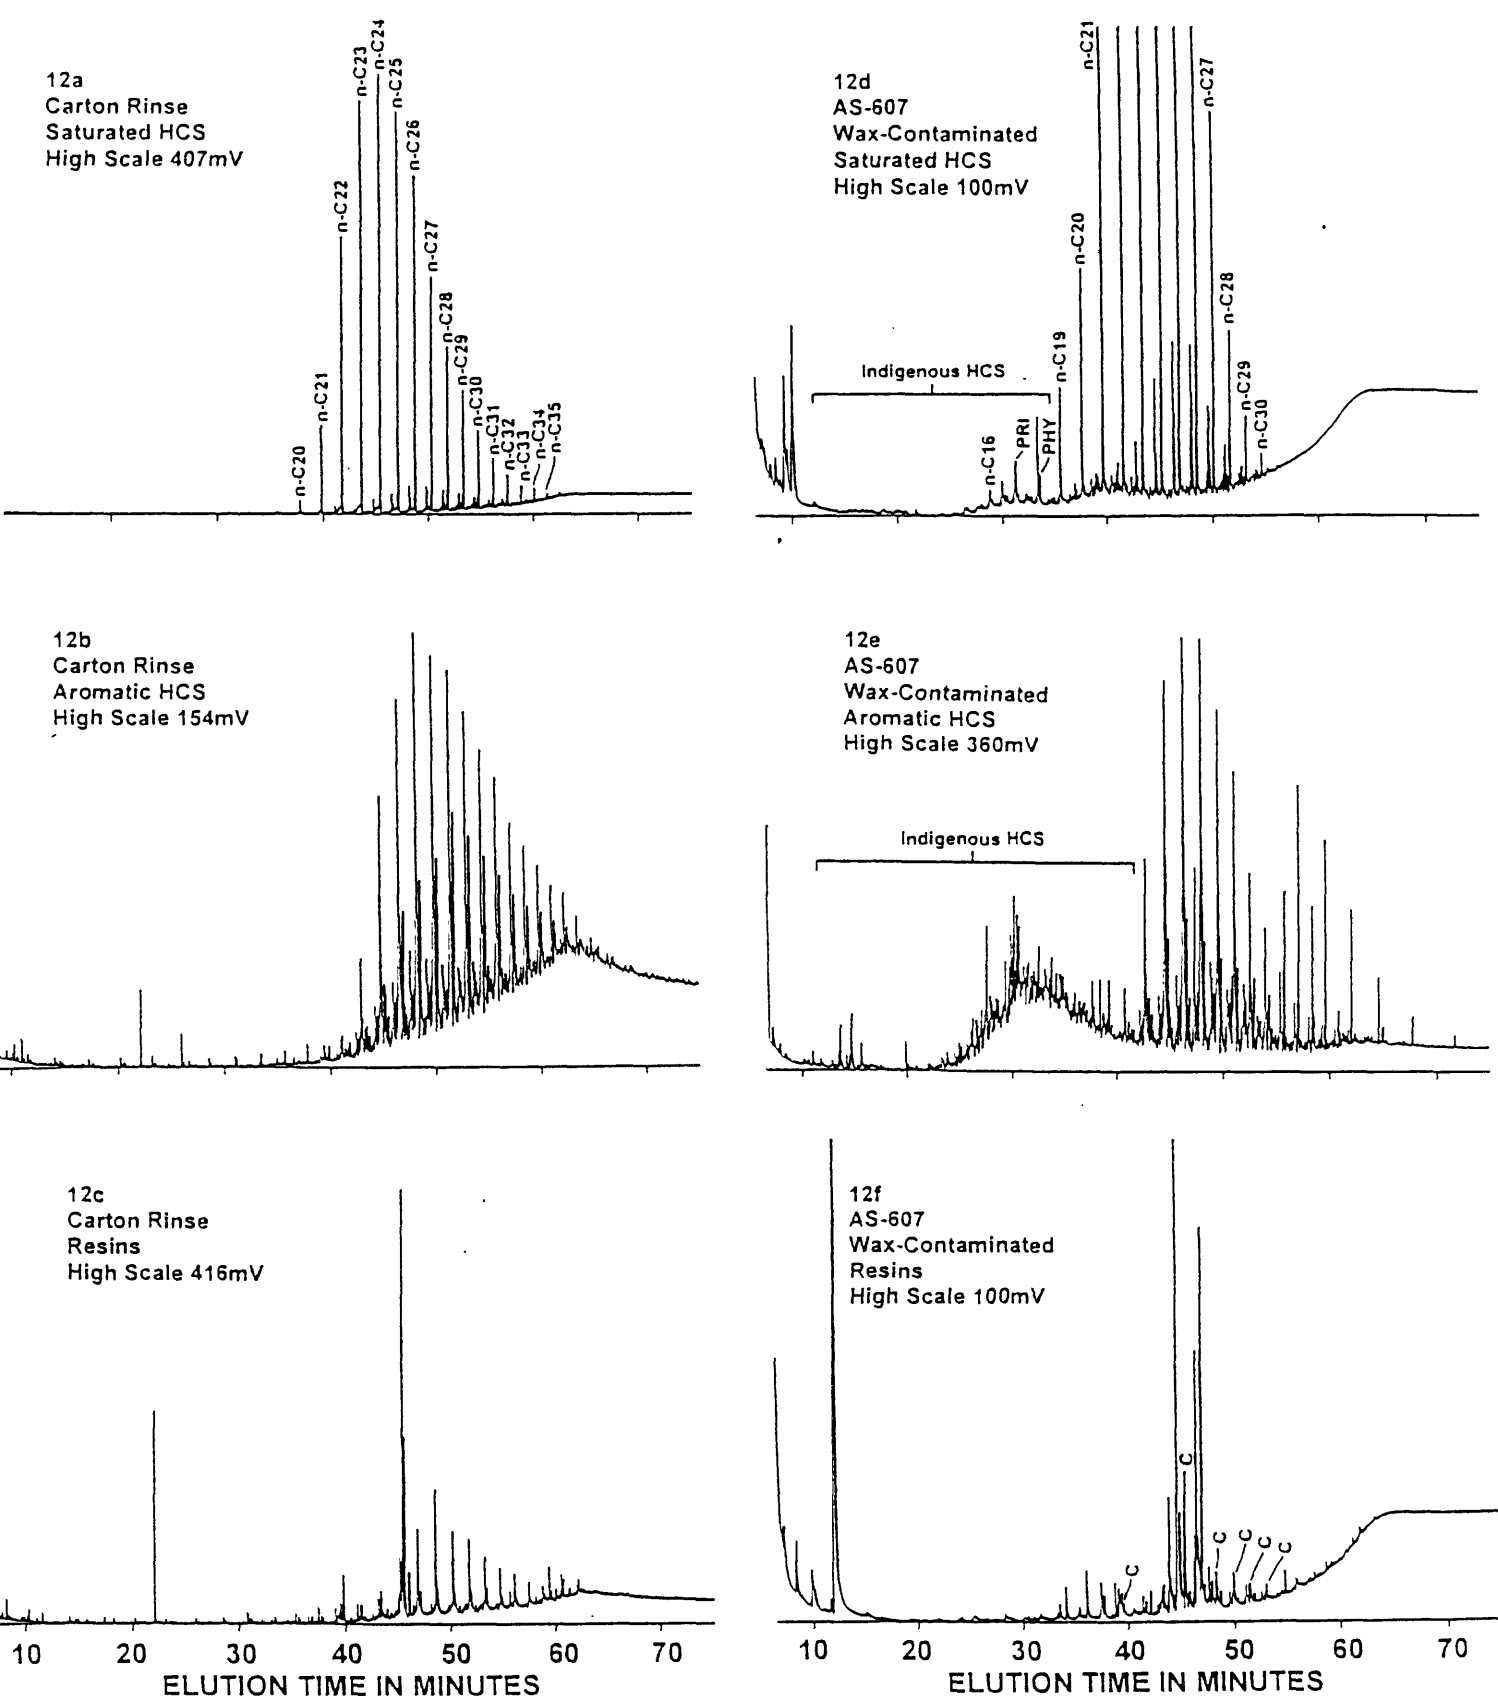 12a
Carton Rinse
Saturated HCS
High Scale 407mV
n-C20
n-C21
n-C22
n-C23
n-C24
n-C25
n-C26
n-C27
n-C28
n-C29
n-C30
n-C31
n-C32
n-C33
n-C34
n-C35
12d
AS-607
Wax-Contaminated
Saturated HCS
High Scale 100mV
Indigenous HCS
n-C16
PRI
PHY
n-C19
n-C20
n-C21
n-C27
n-C28
n-C29
n-C30
12b
Carton Rinse
Aromatic HCS
High Scale 154mV
12e
AS-607
Wax-Contaminated
Aromatic HCS
High Scale 360mV
Indigenous HCS
12c
Carton Rinse
Resins
High Scale 416mV
12f
AS-607
Wax-Contaminated
Resins
High Scale 100mV
C
C
C
C
C
C
10 20 30 40 50 60 70
ELUTION TIME IN MINUTES
10 20 30 40 50 60 70
ELUTION TIME IN MINUTES